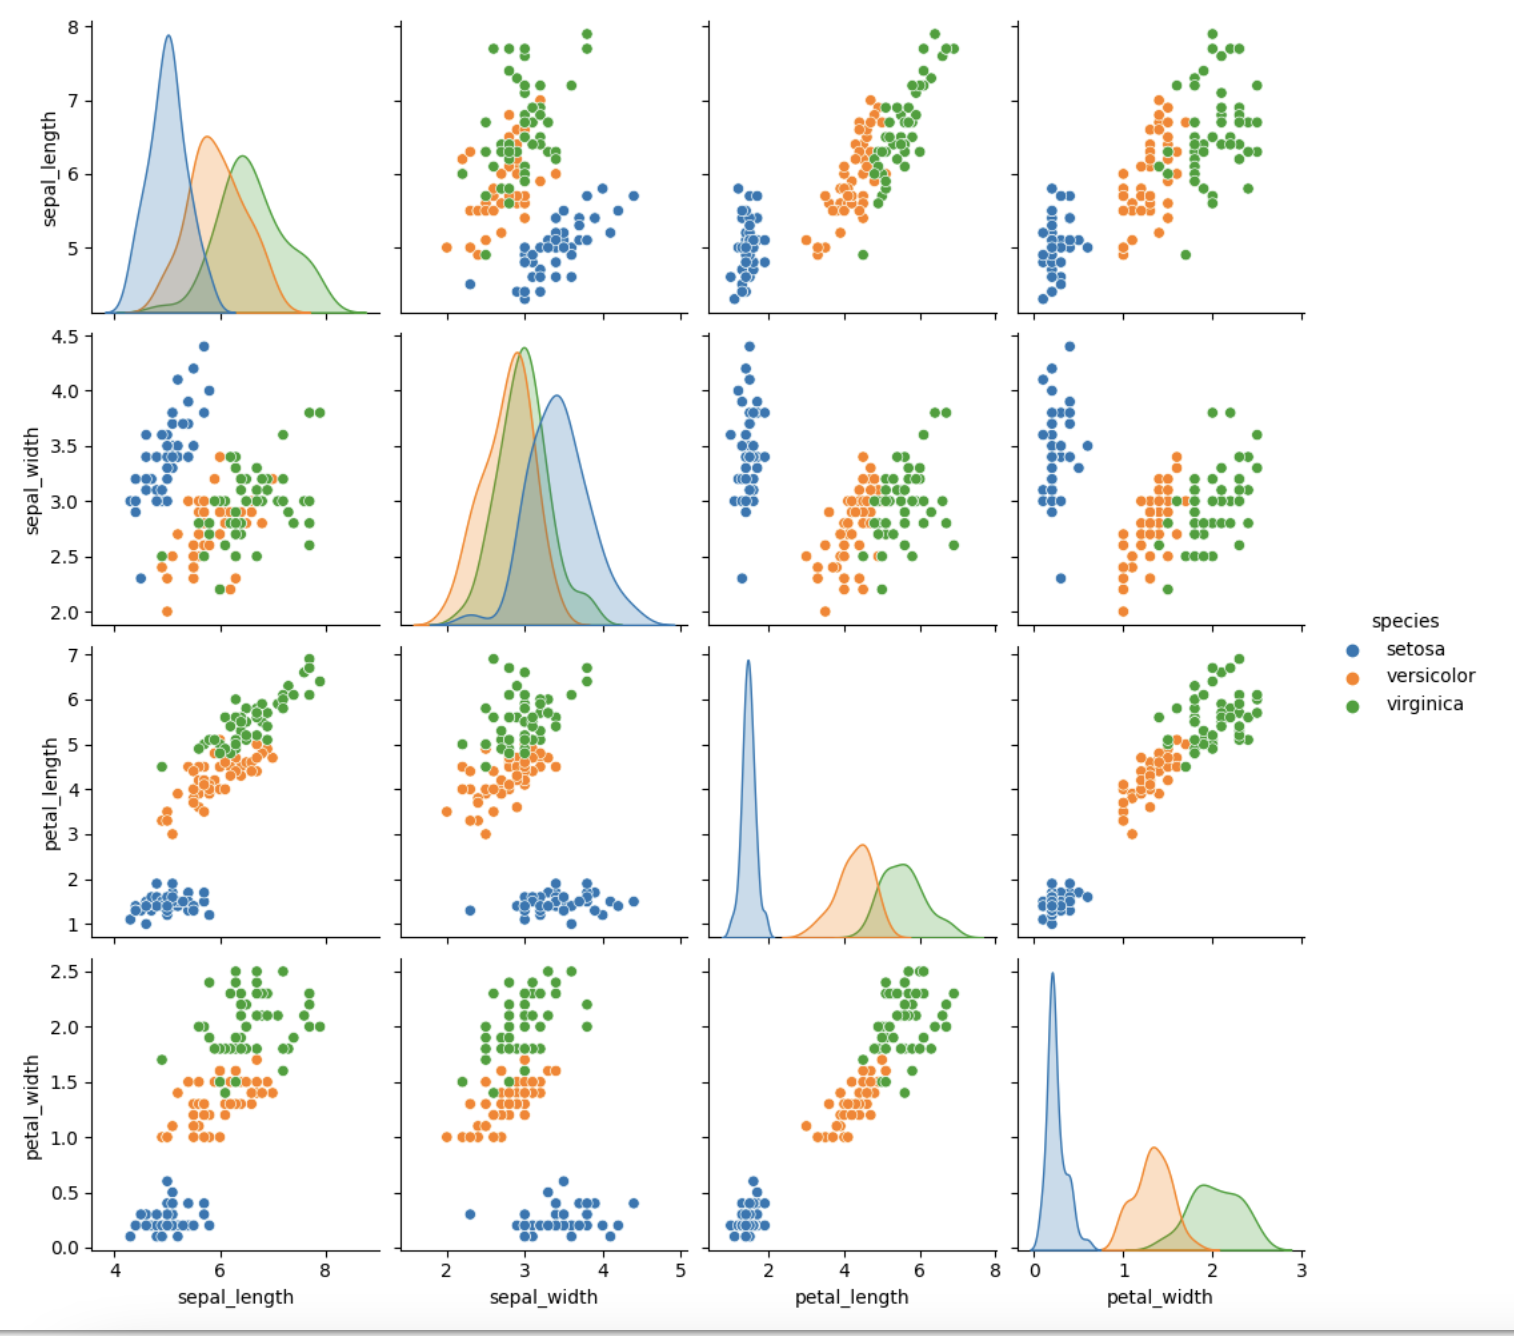 8
7
6
5
sepal_length
4.5
4.0
3.5
3.0
2.5
2.0
sepal_width
species
setosa
versicolor
virginica
7
6
5
4
3
2
1
petal_length
2.5
2.0
1.5
1.0
0.5
0.0
petal_width
4 6 8 2 3 4 5 2 4 6 8 0 1 2 3
sepal_length sepal_width petal_length petal_width